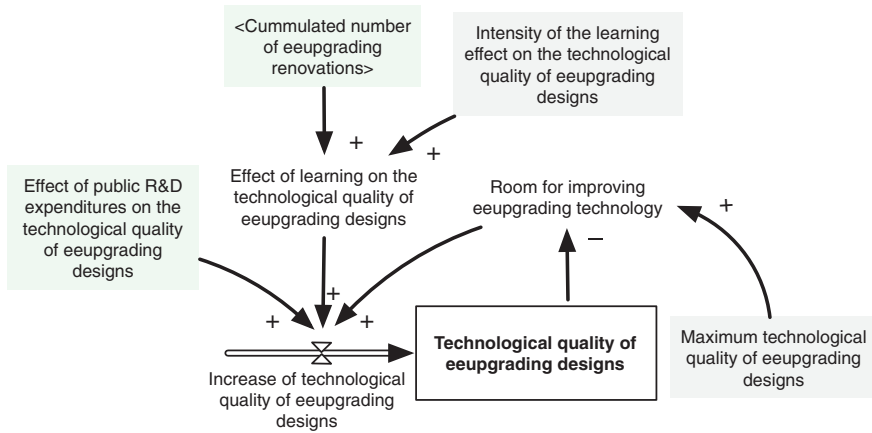 <Cummulated number
of eeupgrading
renovations>
Intensity of the learning
effect on the technological
quality of eeupgrading
designs
+
+
Effect of public R&D
expenditures on the
technological quality
of eeupgrading
designs
Effect of learning on the
technological quality of
eeupgrading designs
Room for improving
eeupgrading technology
+
−
+
+
+
Technological quality of
eeupgrading designs
Maximum technological
quality of eeupgrading
designs
Increase of technological
quality of eeupgrading
designs